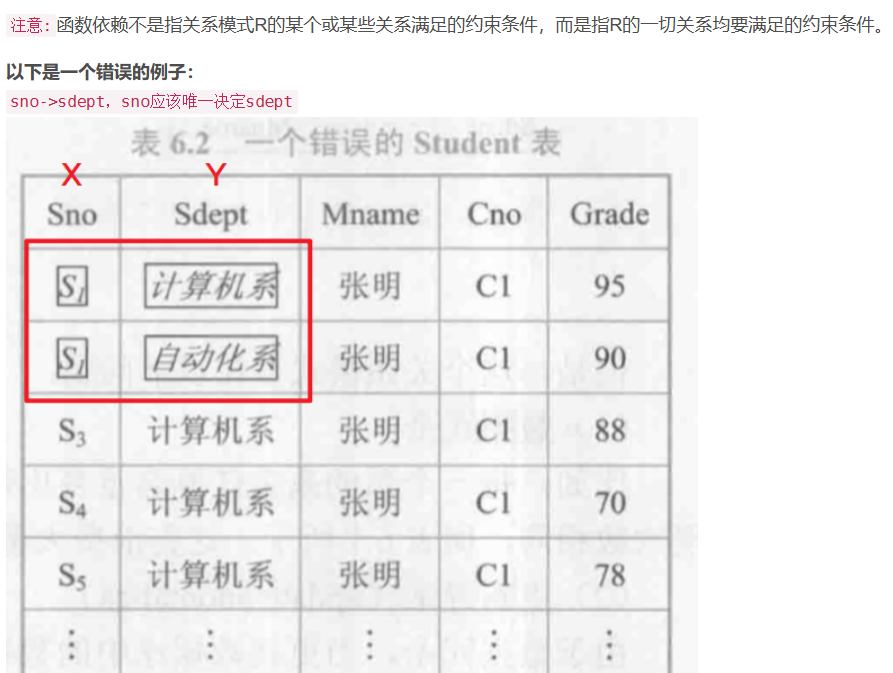 注意：函数依赖不是指关系模式R的某个或某些关系满足的约束条件，而是指R的一切关系均要满足的约束条件。
以下是一个错误的例子：
sno->sdept, sno应该唯一决定sdept
表 6.2 一个错误的 Student 表
X Y
Sno Sdept Mname Cno Grade
S₁ 计算机系 张明 C1 95
S₁ 自动化系 张明 C1 90
S₃ 计算机系 张明 C1 88
S₄ 计算机系 张明 C1 70
S₅ 计算机系 张明 C1 78
⋮ ⋮ ⋮ ⋮ ⋮